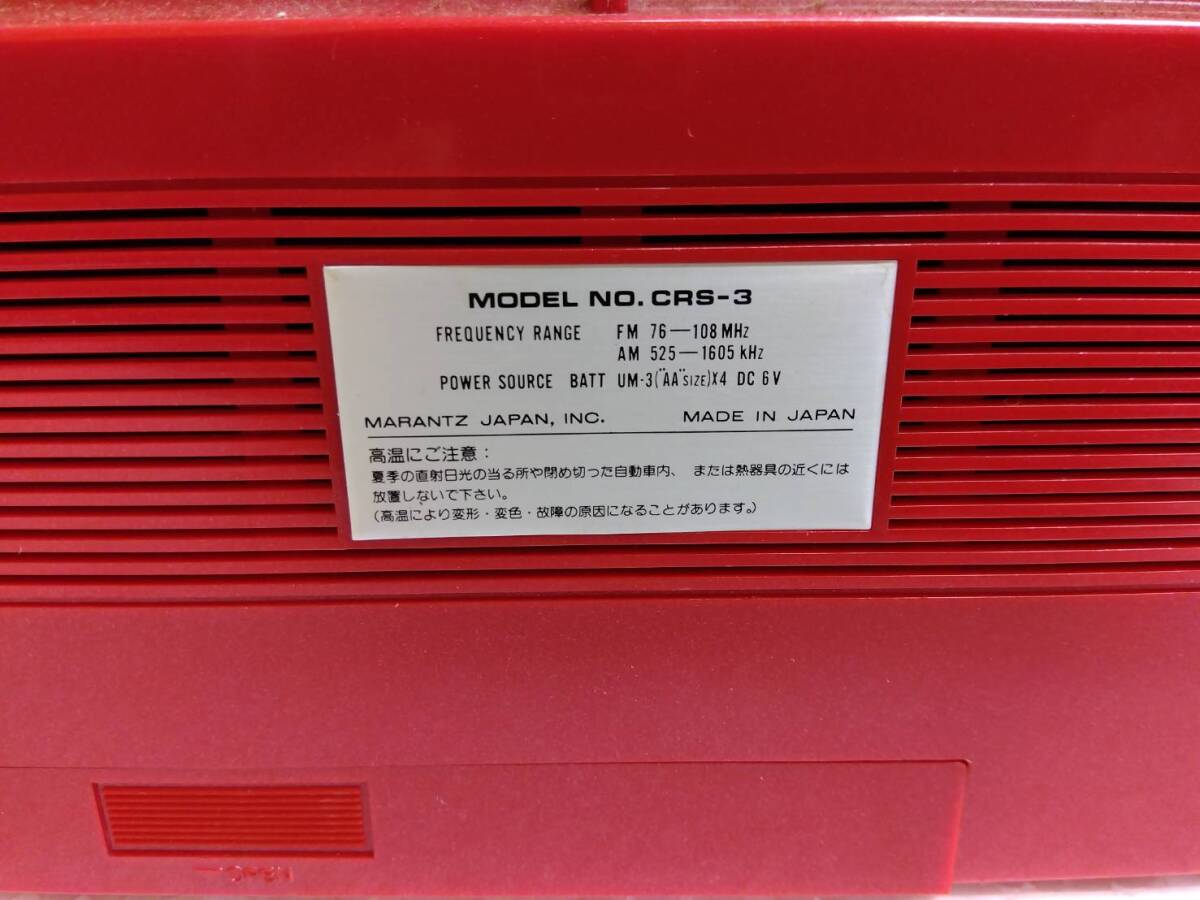 MODEL NO. CRS-3
FREQUENCY RANGE FM 76—108 MHz
AM 525—1605 kHz
POWER SOURCE BATT UM-3("AA"SIZE)X4 DC 6V
MARANTZ JAPAN, INC. MADE IN JAPAN
高温にご注意:
夏季の直射日光の当る所や閉め切った自動車内、または熱器具の近くには
放置しないで下さい。
(高温により変形・変色・故障の原因になることがあります。)